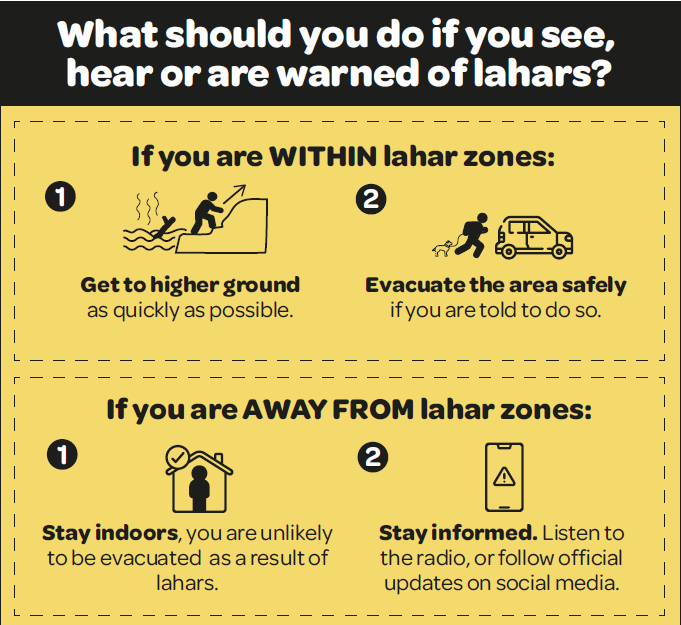 What should you do if you see,
hear or are warned of lahars?
If you are WITHIN lahar zones:
1
Get to higher ground
as quickly as possible.
2
Evacuate the area safely
if you are told to do so.
If you are AWAY FROM lahar zones:
1
Stay indoors, you are unlikely
to be evacuated as a result of
lahars.
2
Stay informed. Listen to
the radio, or follow official
updates on social media.